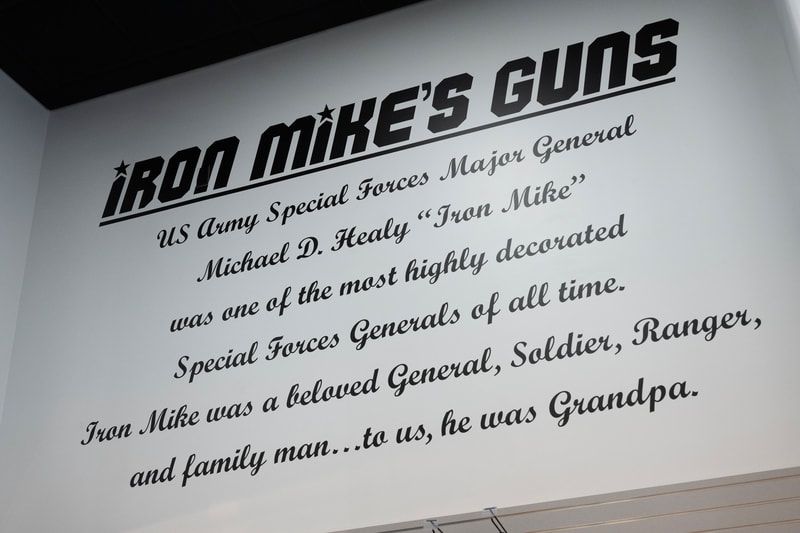 IRON MIKE'S GUNS
US Army Special Forces Major General
Michael D. Healy “Iron Mike”
was one of the most highly decorated
Special Forces Generals of all time.
Iron Mike was a beloved General, Soldier, Ranger,
and family man...to us, he was Grandpa.